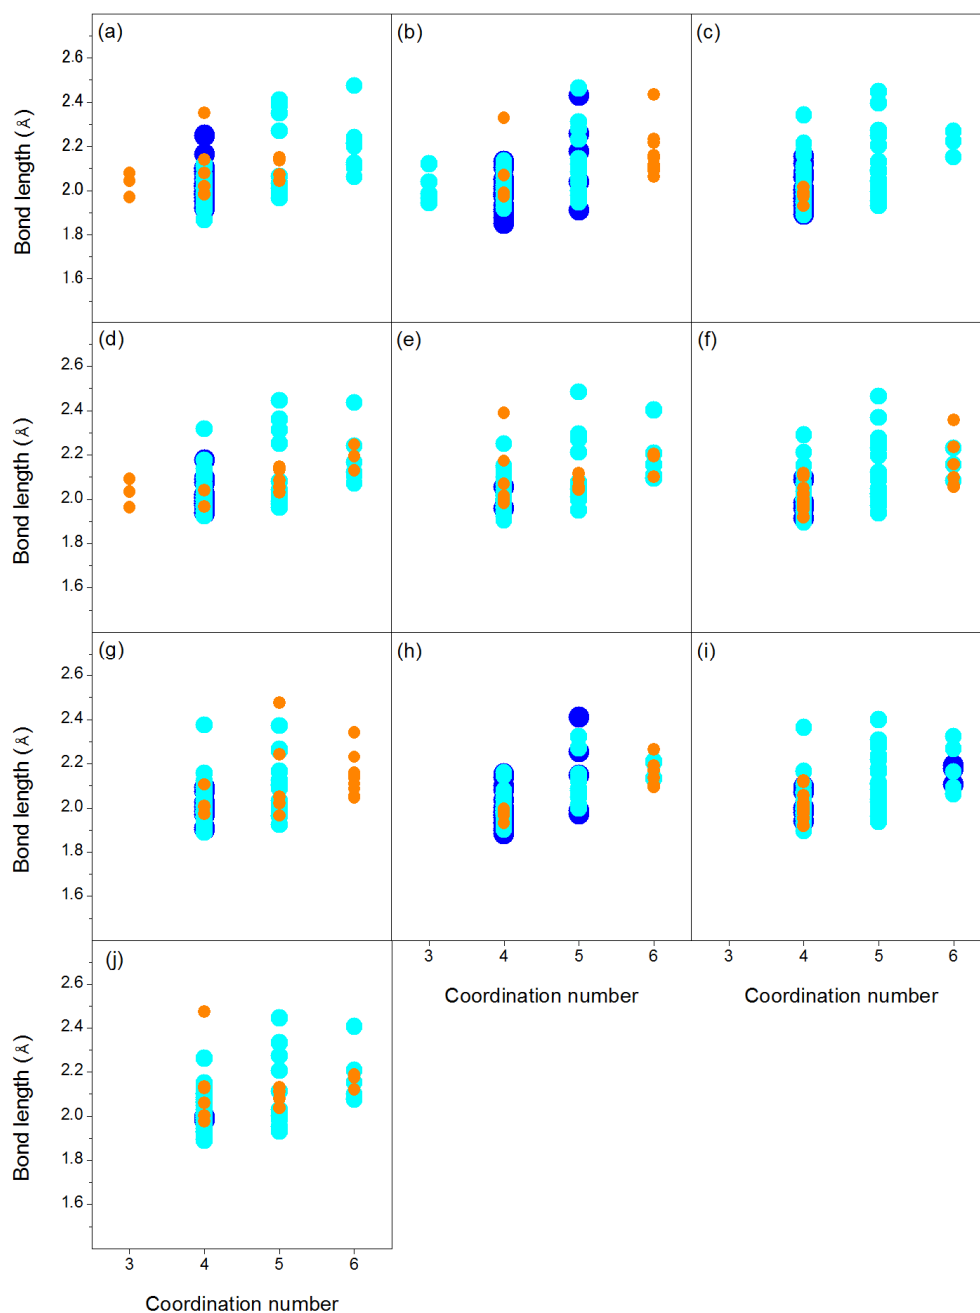 (a) (b) (c)
2.6
2.4
2.2
2.0
1.8
1.6
Bond length (Å)
(d) (e) (f)
2.6
2.4
2.2
2.0
1.8
1.6
Bond length (Å)
(g) (h) (i)
2.6
2.4
2.2
2.0
1.8
1.6
Bond length (Å)
3 4 5 6 3 4 5 6
Coordination number Coordination number
(j)
2.6
2.4
2.2
2.0
1.8
1.6
Bond length (Å)
3 4 5 6
Coordination number